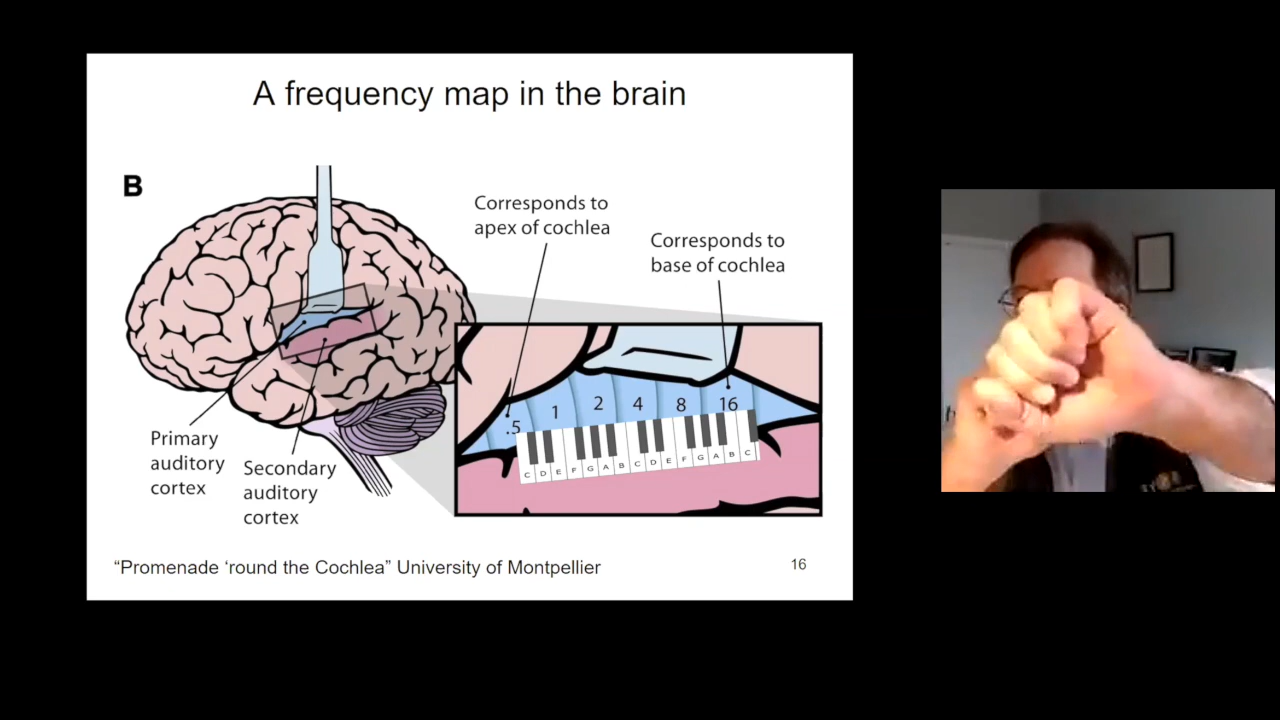 A frequency map in the brain
B
Corresponds to
apex of cochlea
Corresponds to
base of cochlea
.5 1 2 4 8 16
C D E F G A B C D E F G A B C
Primary
auditory
cortex
Secondary
auditory
cortex
“Promenade ‘round the Cochlea” University of Montpellier
16